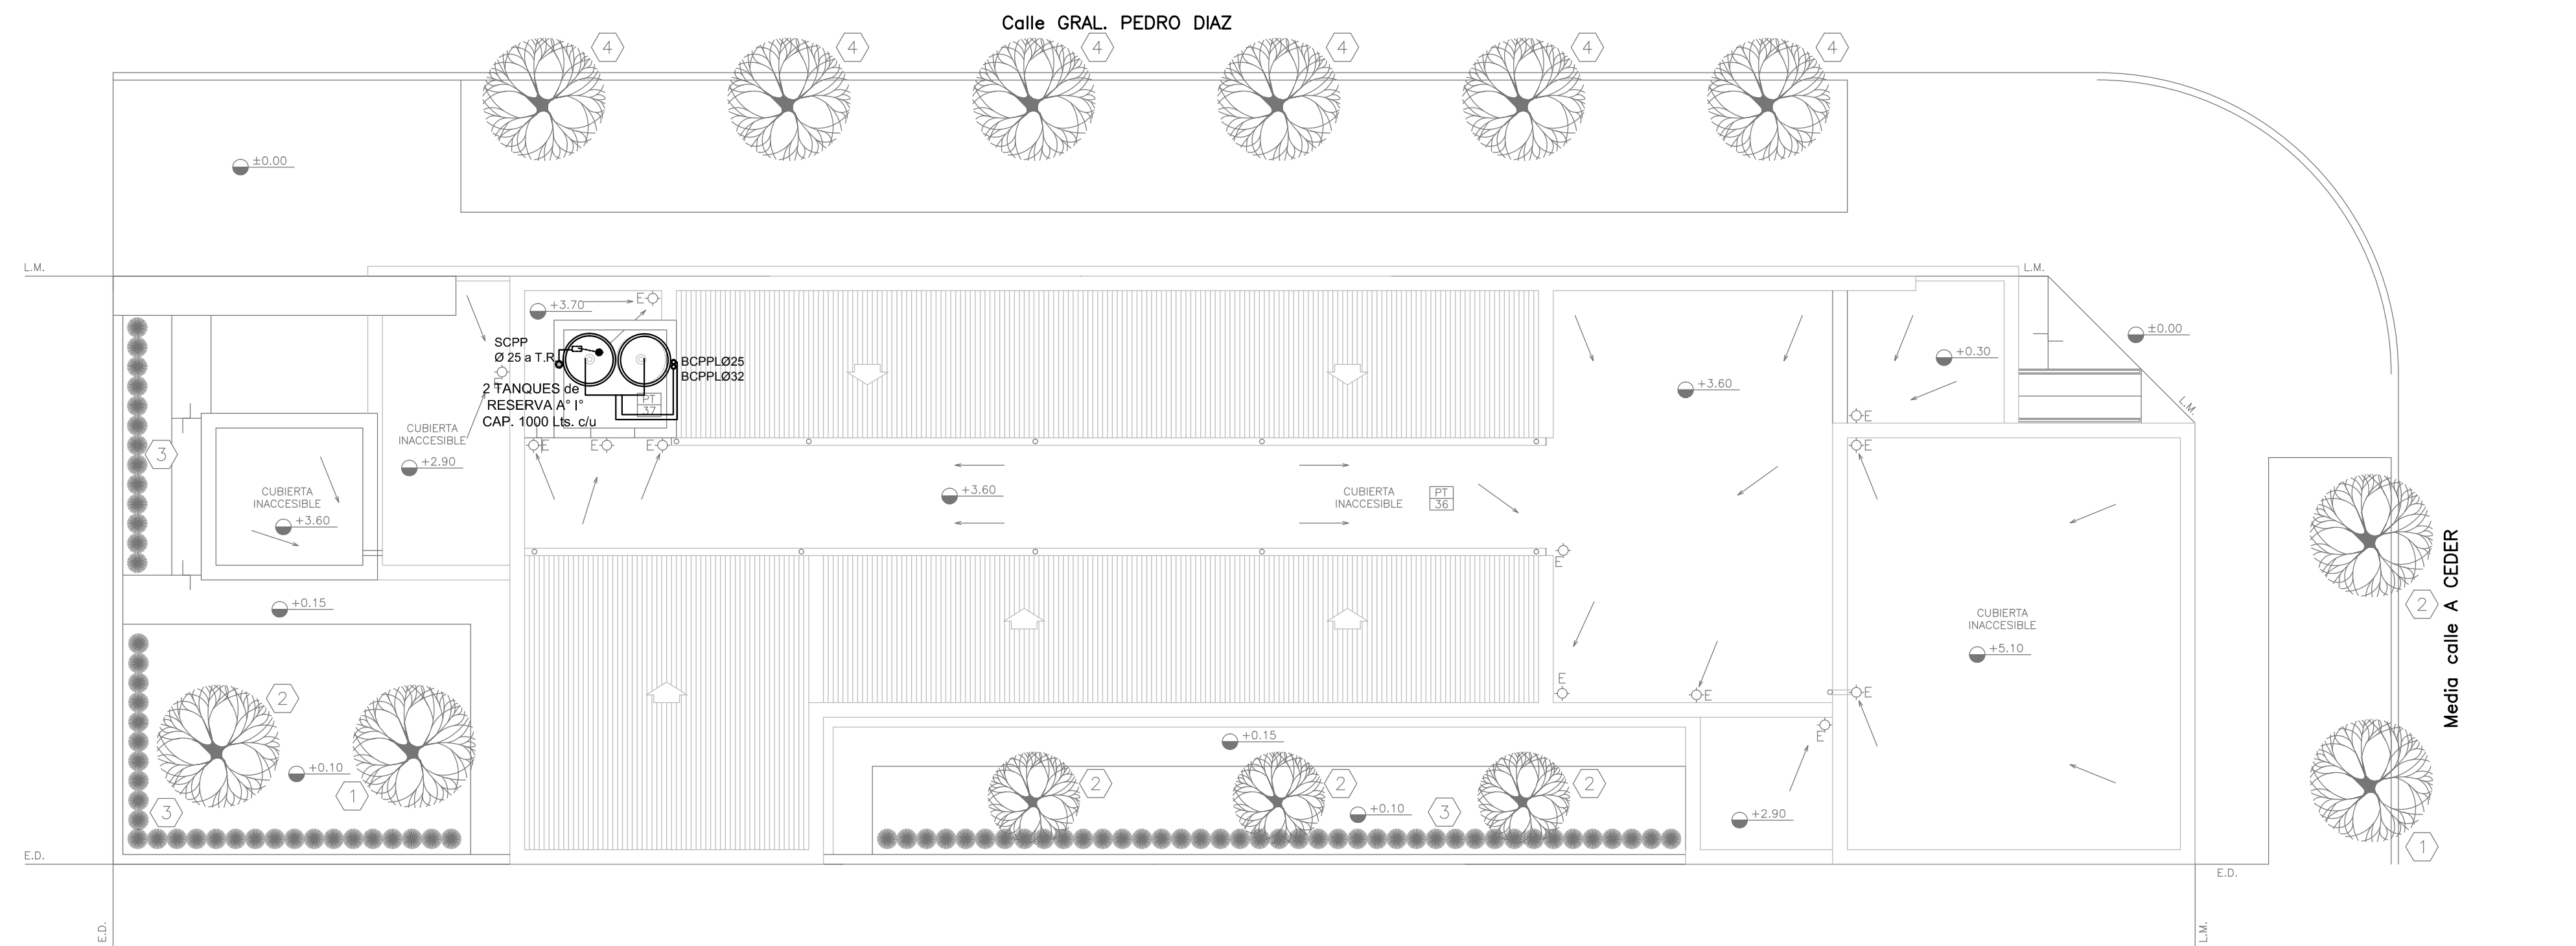 Calle GRAL. PEDRO DIAZ
4
4
4
4
4
4
±0.00
L.M.
L.M.
+3.70
E
±0.00
SCPP
Ø 25 a T.R.
BCPPLØ25
BCPPLØ32
+0.30
E
2 TANQUES de
RESERVA A° I°
CAP. 1000 Lts. c/u
PT
37
+3.60
L.M.
CUBIERTA
INACCESIBLE
+2.90
E
E
E
E
E
3
CUBIERTA
INACCESIBLE
+3.60
+3.60
CUBIERTA
INACCESIBLE
PT
36
E
+0.15
2
Media calle A CEDER
CUBIERTA
INACCESIBLE
+5.10
E
E
E
2
+0.15
E
+0.10
1
3
2
2
2
+0.10
3
+2.90
1
E.D.
E.D.
E.D.
L.M.